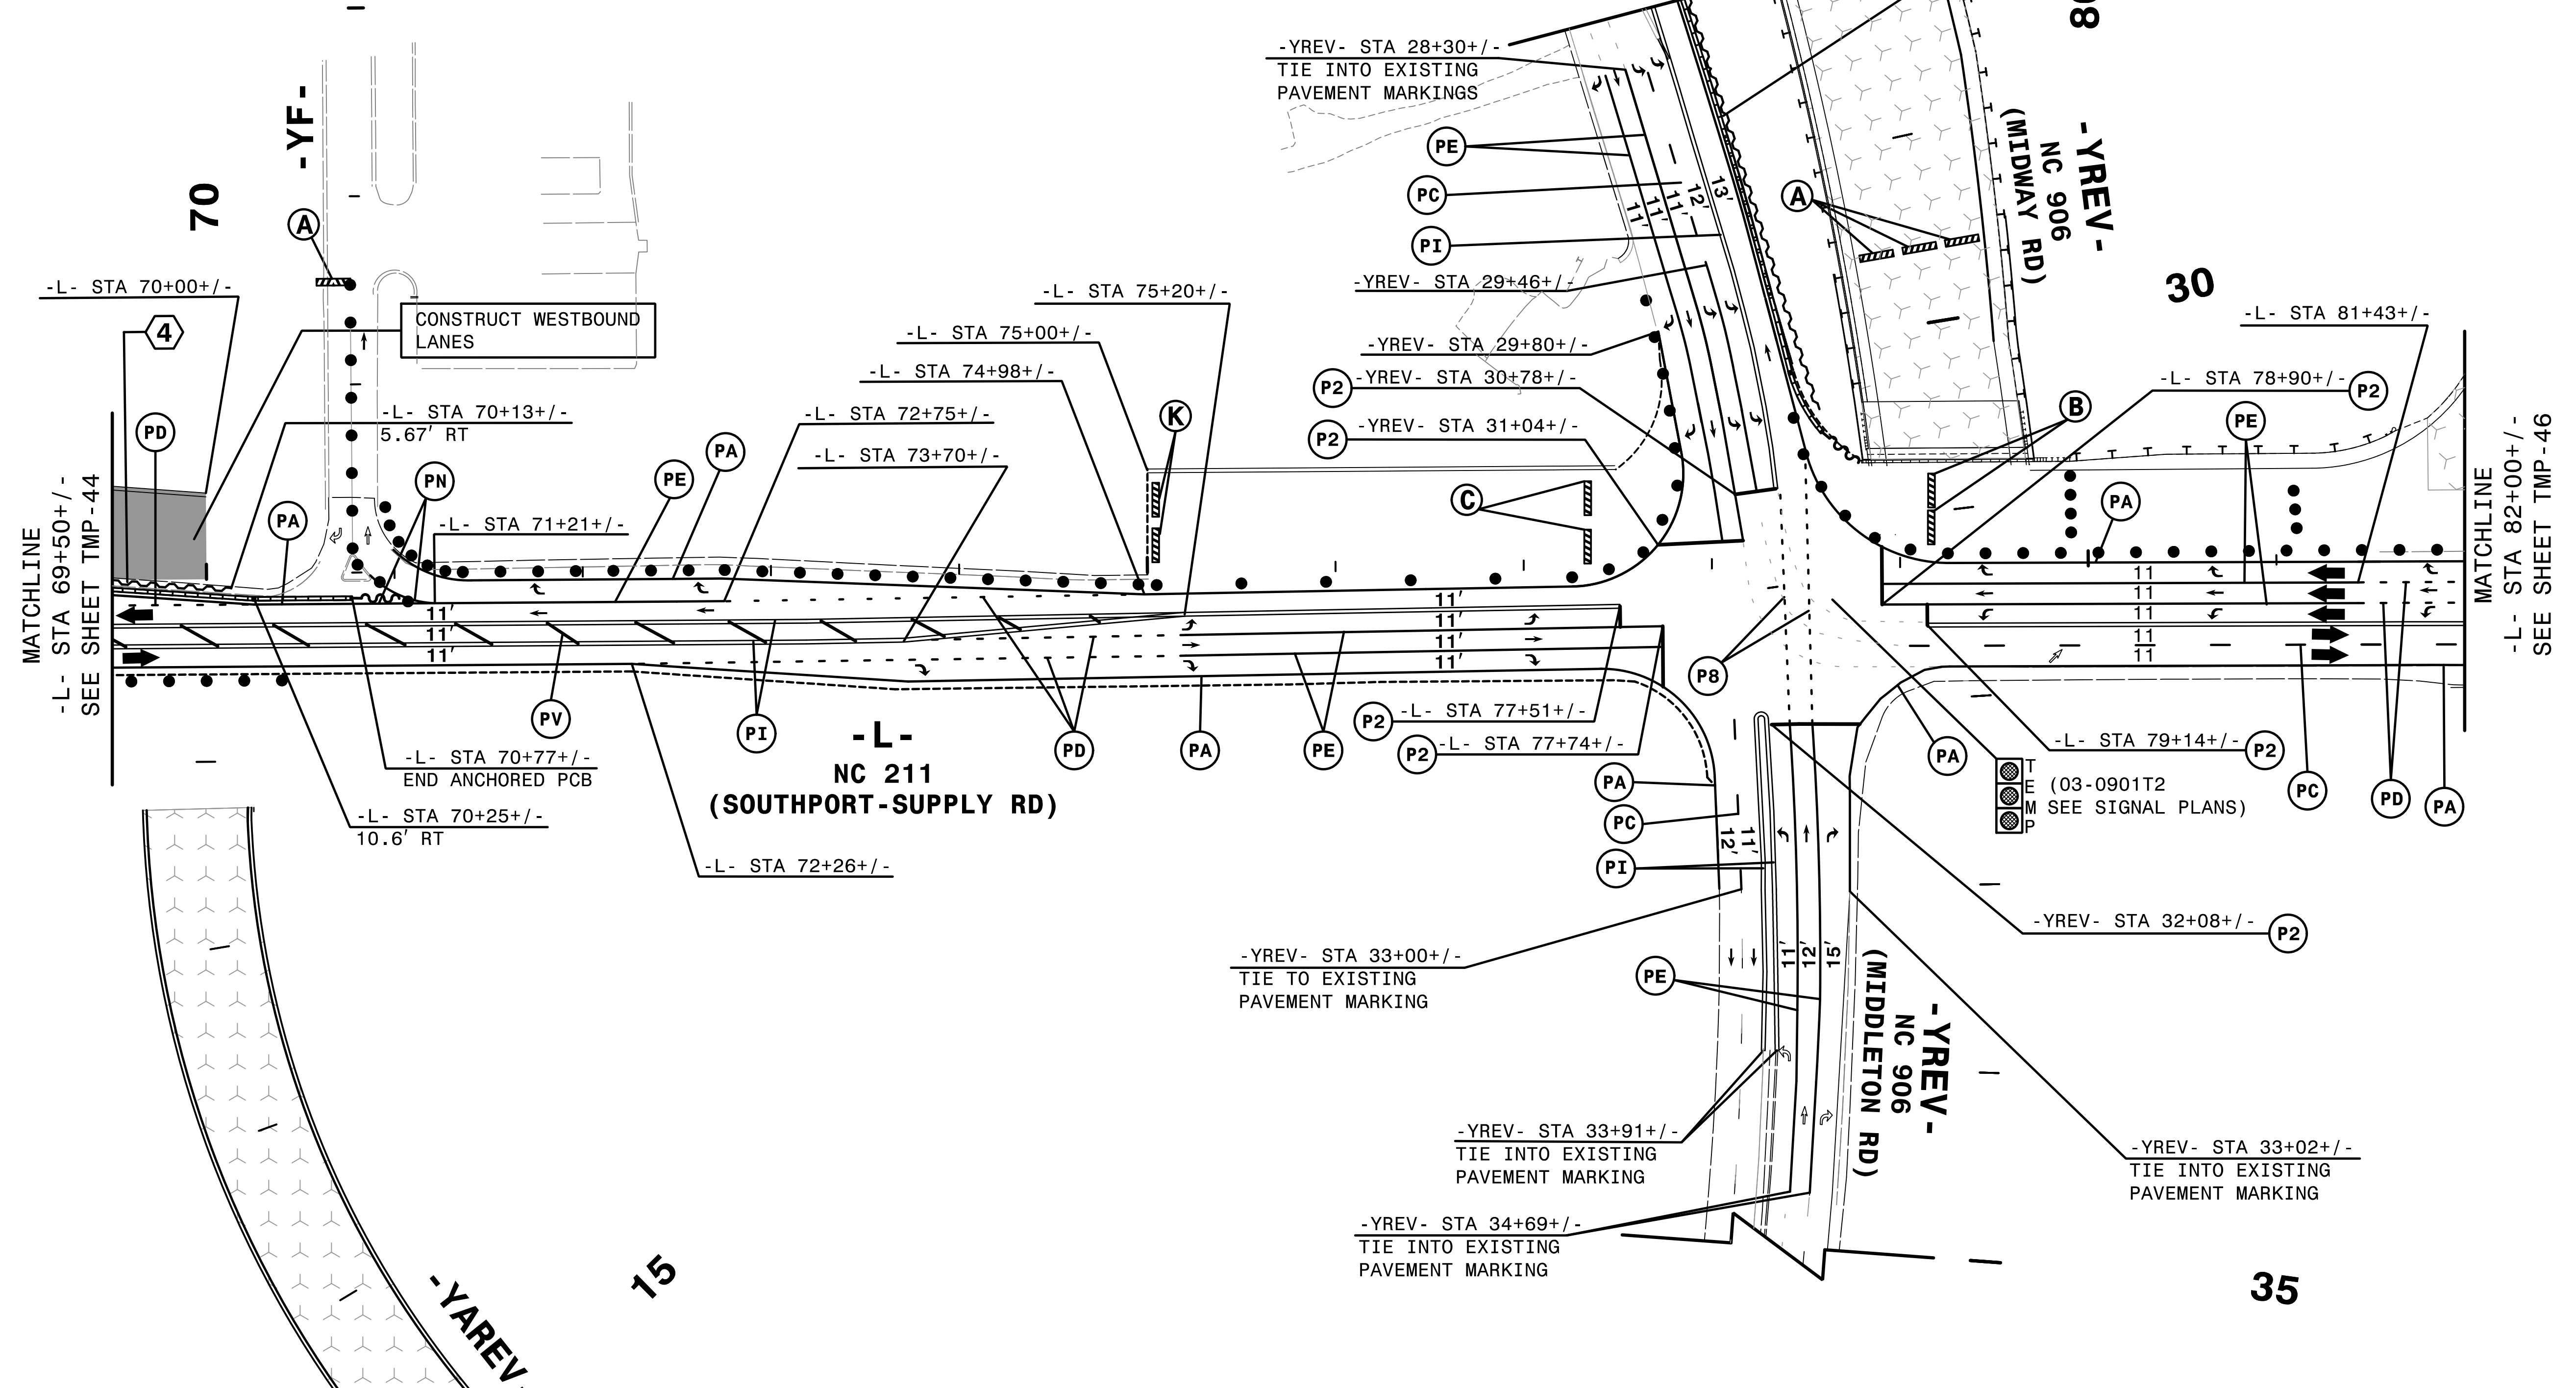 -YREV- STA 28+30+/-
TIE INTO EXISTING
PAVEMENT MARKINGS
-YF-
70
A
-L- STA 70+00+/-
4
CONSTRUCT WESTBOUND
LANES
PD
-L- STA 70+13+/-
5.67' RT
PA
PN
-L- STA 71+21+/-
PE
PA
-L- STA 72+75+/-
-L- STA 73+70+/-
-L- STA 74+98+/-
-L- STA 75+00+/-
-L- STA 75+20+/-
K
PE
PC
PI
11'
11'
11'
12'
13'
-YREV- STA 29+46+/-
-YREV- STA 29+80+/-
P2
-YREV- STA 30+78+/-
P2
-YREV- STA 31+04+/-
C
A
-YREV-
NC 906
(MIDWAY RD)
30
B
-L- STA 81+43+/-
-L- STA 78+90+/-
P2
PE
PA
MATCHLINE
-L- STA 69+50+/-
SEE SHEET TMP-44
MATCHLINE
-L- STA 82+00+/-
SEE SHEET TMP-46
11'
11'
11'
11'
11'
11'
11'
11
11
11
11
11
PV
PI
PD
PA
PE
P8
P2
-L- STA 77+51+/-
P2
-L- STA 77+74+/-
-L- STA 70+77+/-
END ANCHORED PCB
-L- STA 70+25+/-
10.6' RT
-L-
NC 211
(SOUTHPORT-SUPPLY RD)
-L- STA 72+26+/-
PA
PC
PI
12'
11'
PA
-L- STA 79+14+/-
P2
T
E
M
P
(03-0901T2
SEE SIGNAL PLANS)
PC
PD
PA
-YREV- STA 32+08+/-
P2
-YREV- STA 33+00+/-
TIE TO EXISTING
PAVEMENT MARKING
PE
11'
12'
15'
-YREV-
NC 906
(MIDDLETON RD)
-YREV- STA 33+91+/-
TIE INTO EXISTING
PAVEMENT MARKING
-YREV- STA 33+02+/-
TIE INTO EXISTING
PAVEMENT MARKING
-YREV- STA 34+69+/-
TIE INTO EXISTING
PAVEMENT MARKING
15
35
-YAREV